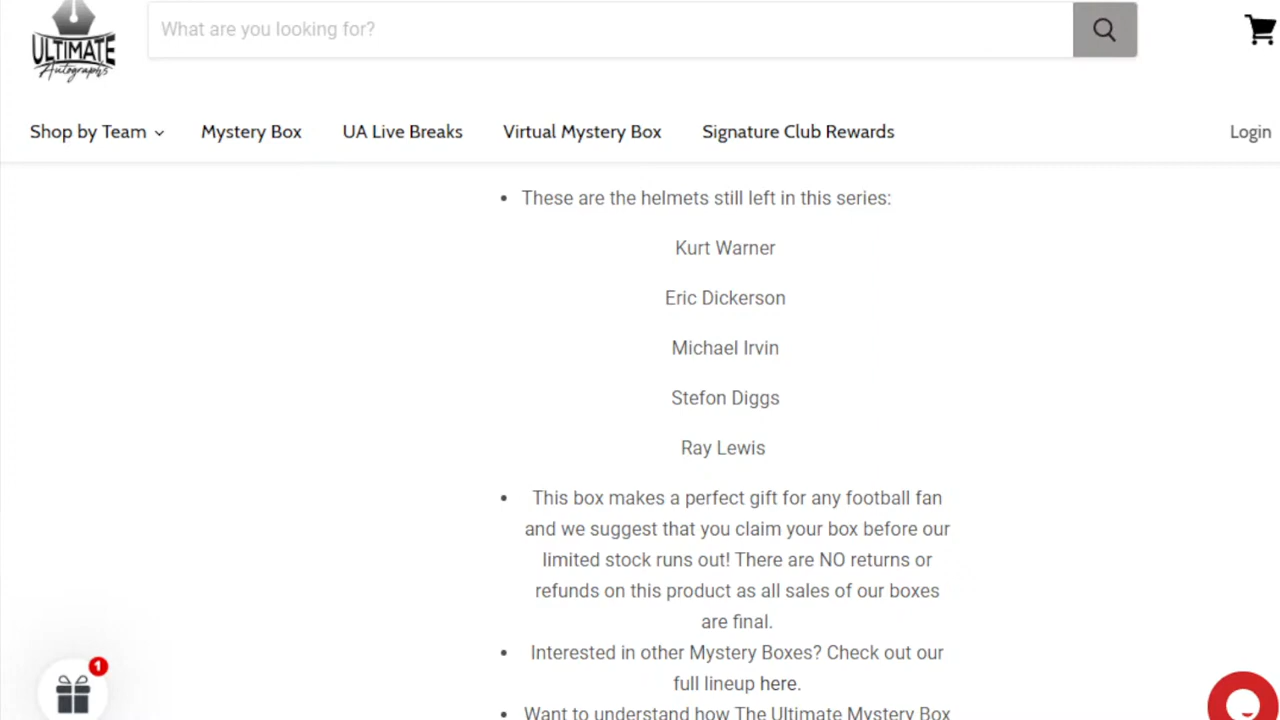 ULTIMATE
Autographs
What are you looking for?
Shop by Team
Mystery Box
UA Live Breaks
Virtual Mystery Box
Signature Club Rewards
Login
• These are the helmets still left in this series:
Kurt Warner
Eric Dickerson
Michael Irvin
Stefon Diggs
Ray Lewis
• This box makes a perfect gift for any football fan
and we suggest that you claim your box before our
limited stock runs out! There are NO returns or
refunds on this product as all sales of our boxes
are final.
• Interested in other Mystery Boxes? Check out our
full lineup here.
• Want to understand how The Ultimate Mystery Box
1